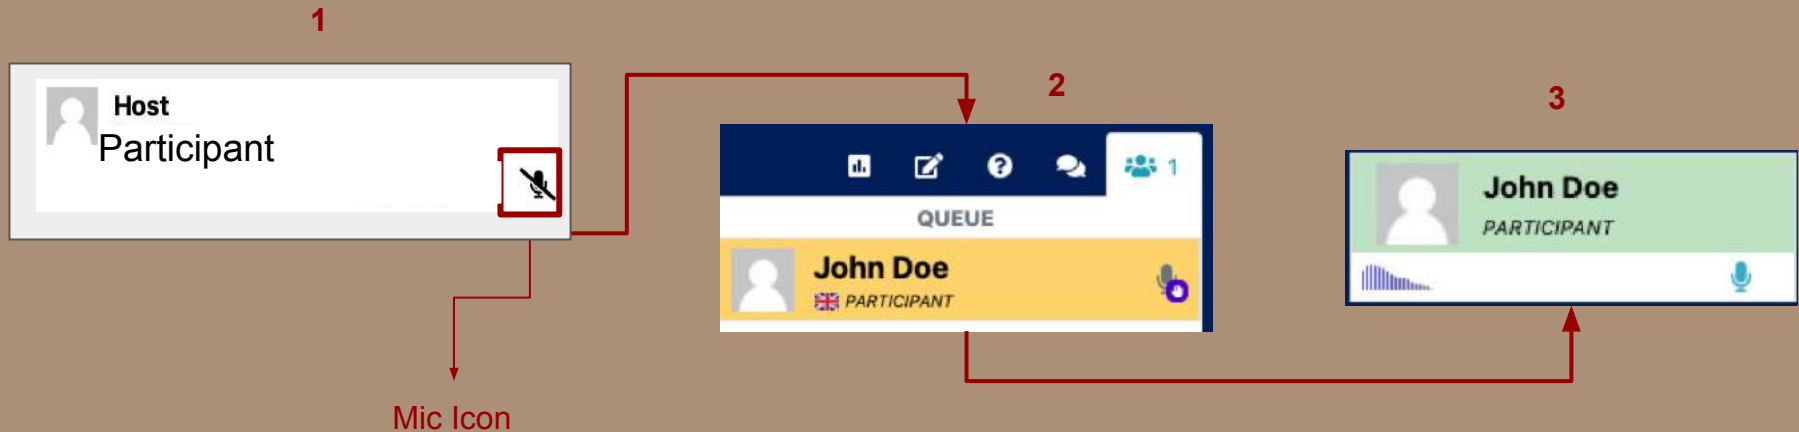 1
Host
Participant
Mic Icon
2
1
QUEUE
John Doe
PARTICIPANT
3
John Doe
PARTICIPANT